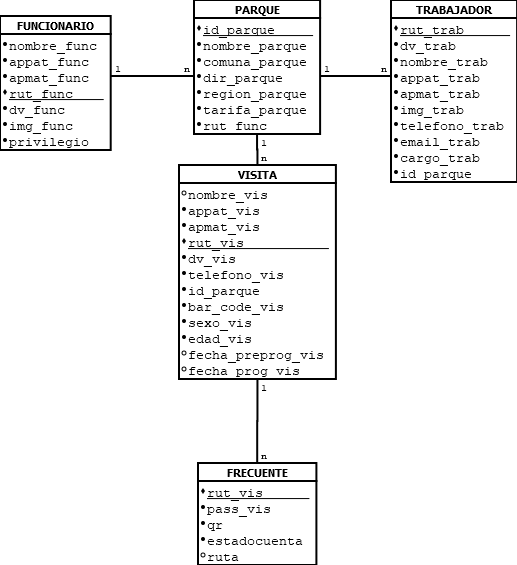 FUNCIONARIO
nombre_func
appat_func
apmat_func
rut_func
dv_func
img_func
privilegio
1
n
PARQUE
id_parque
nombre_parque
comuna_parque
dir_parque
region_parque
tarifa_parque
rut_func
1
n
TRABAJADOR
rut_trab
dv_trab
nombre_trab
appat_trab
apmat_trab
img_trab
telefono_trab
email_trab
cargo_trab
id_parque
1
n
VISITA
nombre_vis
appat_vis
apmat_vis
rut_vis
dv_vis
telefono_vis
id_parque
bar_code_vis
sexo_vis
edad_vis
fecha_preprog_vis
fecha_prog_vis
1
n
FRECUENTE
rut_vis
pass_vis
qr
estadocuenta
ruta